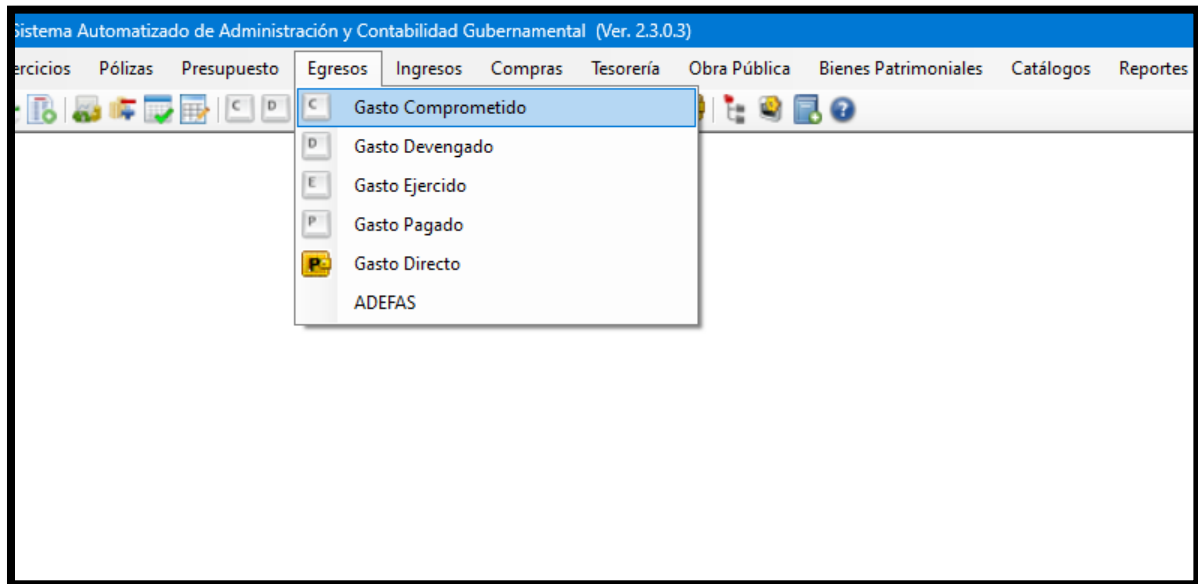 Sistema Automatizado de Administración y Contabilidad Gubernamental (Ver. 2.3.0.3)
ercicios Pólizas Presupuesto Egresos Ingresos Compras Tesorería Obra Pública Bienes Patrimoniales Catálogos Reportes
C D
C Gasto Comprometido
D Gasto Devengado
E Gasto Ejercido
P Gasto Pagado
P Gasto Directo
ADEFAS